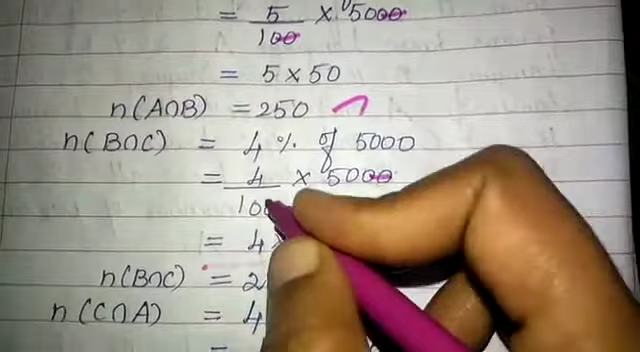 = 5/100 × 5000
= 5 × 50
n(A∩B) = 250
n(B∩C) = 4 % of 5000
= 4/100 × 5000
= 4
n(B∩C) = 2
n(C∩A) = 4
=